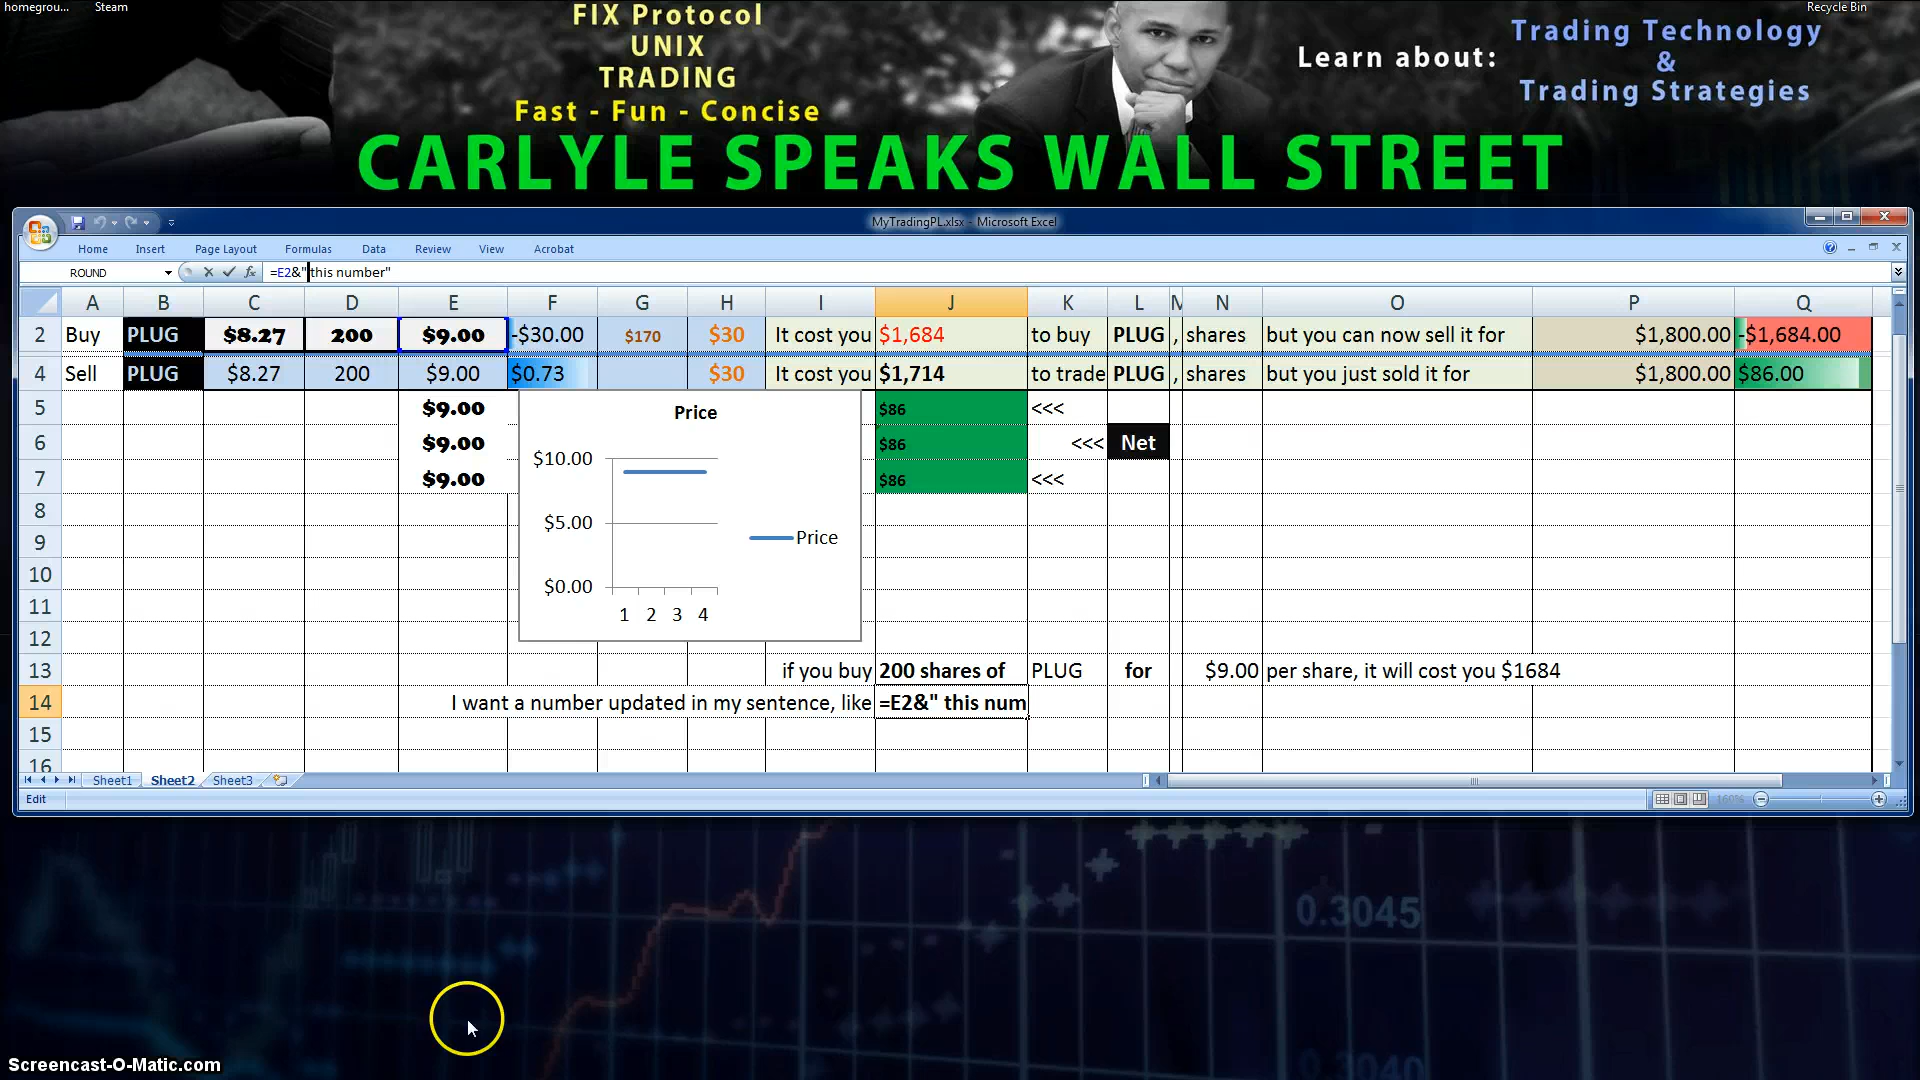 homegrou... Steam Recycle Bin
FIX Protocol
UNIX
TRADING
Fast - Fun - Concise
Learn about:
Trading Technology
&
Trading Strategies
CARLYLE SPEAKS WALL STREET
MyTradingPL.xlsx - Microsoft Excel
Home Insert Page Layout Formulas Data Review View Acrobat
ROUND fx =E2&" this number"
A B C D E F G H I J K L M N O P Q
2 Buy PLUG $8.27 200 $9.00 -$30.00 $170 $30 It cost you $1,684 to buy PLUG , shares but you can now sell it for $1,800.00 -$1,684.00
4 Sell PLUG $8.27 200 $9.00 $0.73 $30 It cost you $1,714 to trade PLUG , shares but you just sold it for $1,800.00 $86.00
5 $9.00 $86 <<<
6 $9.00 $86 <<< Net
7 $9.00 $86 <<<
8
9
10
11
12
Price
$10.00
$5.00
$0.00
1 2 3 4
Price
13 if you buy 200 shares of PLUG for $9.00 per share, it will cost you $1684
14 I want a number updated in my sentence, like =E2&" this num
15
16
Sheet1 Sheet2 Sheet3
Edit 160%
0.3045
0.3040
Screencast-O-Matic.com